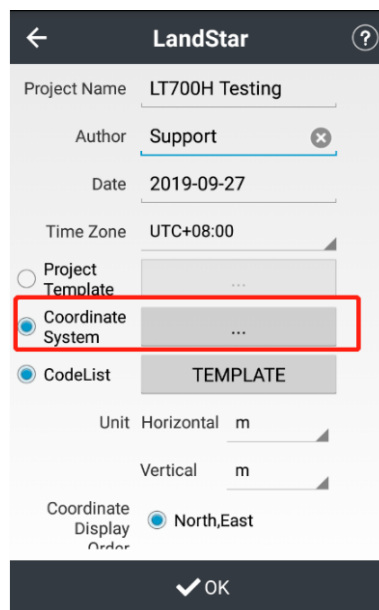 LandStar ?
Project Name LT700H Testing
Author Support
Date 2019-09-27
Time Zone UTC+08:00
Project
Template ...
Coordinate
System ...
CodeList TEMPLATE
Unit Horizontal m
Vertical m
Coordinate
Display North,East
Order
OK